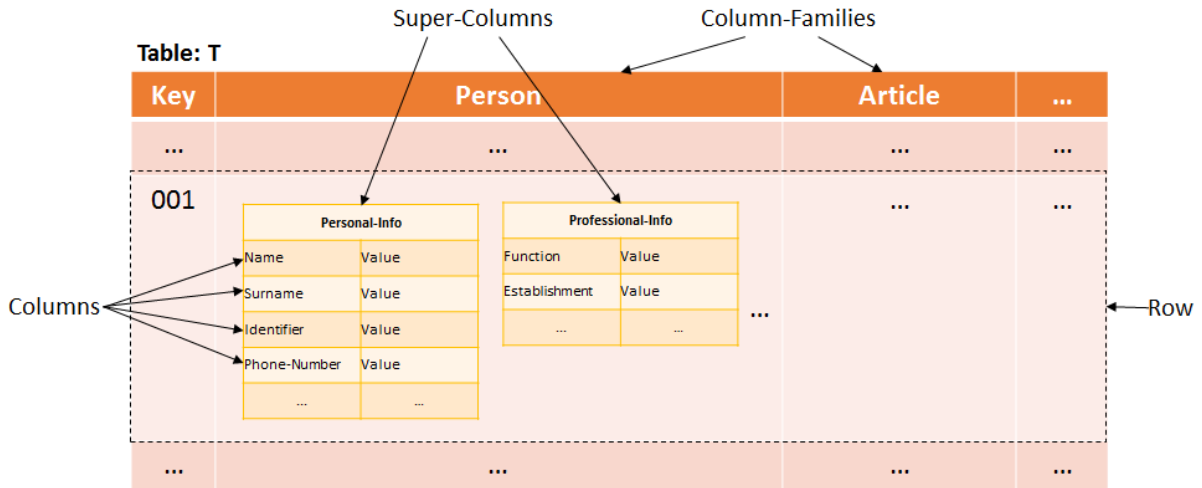 Super-Columns Column-Families
Table: T
Key Person Article ...
... ... ... ...
001 ... ...
Personal-Info Professional-Info
Name Value Function Value
Surname Value Establishment Value
Columns ... Row
Identifier Value ... ...
Phone-Number Value
... ...
... ... ... ...